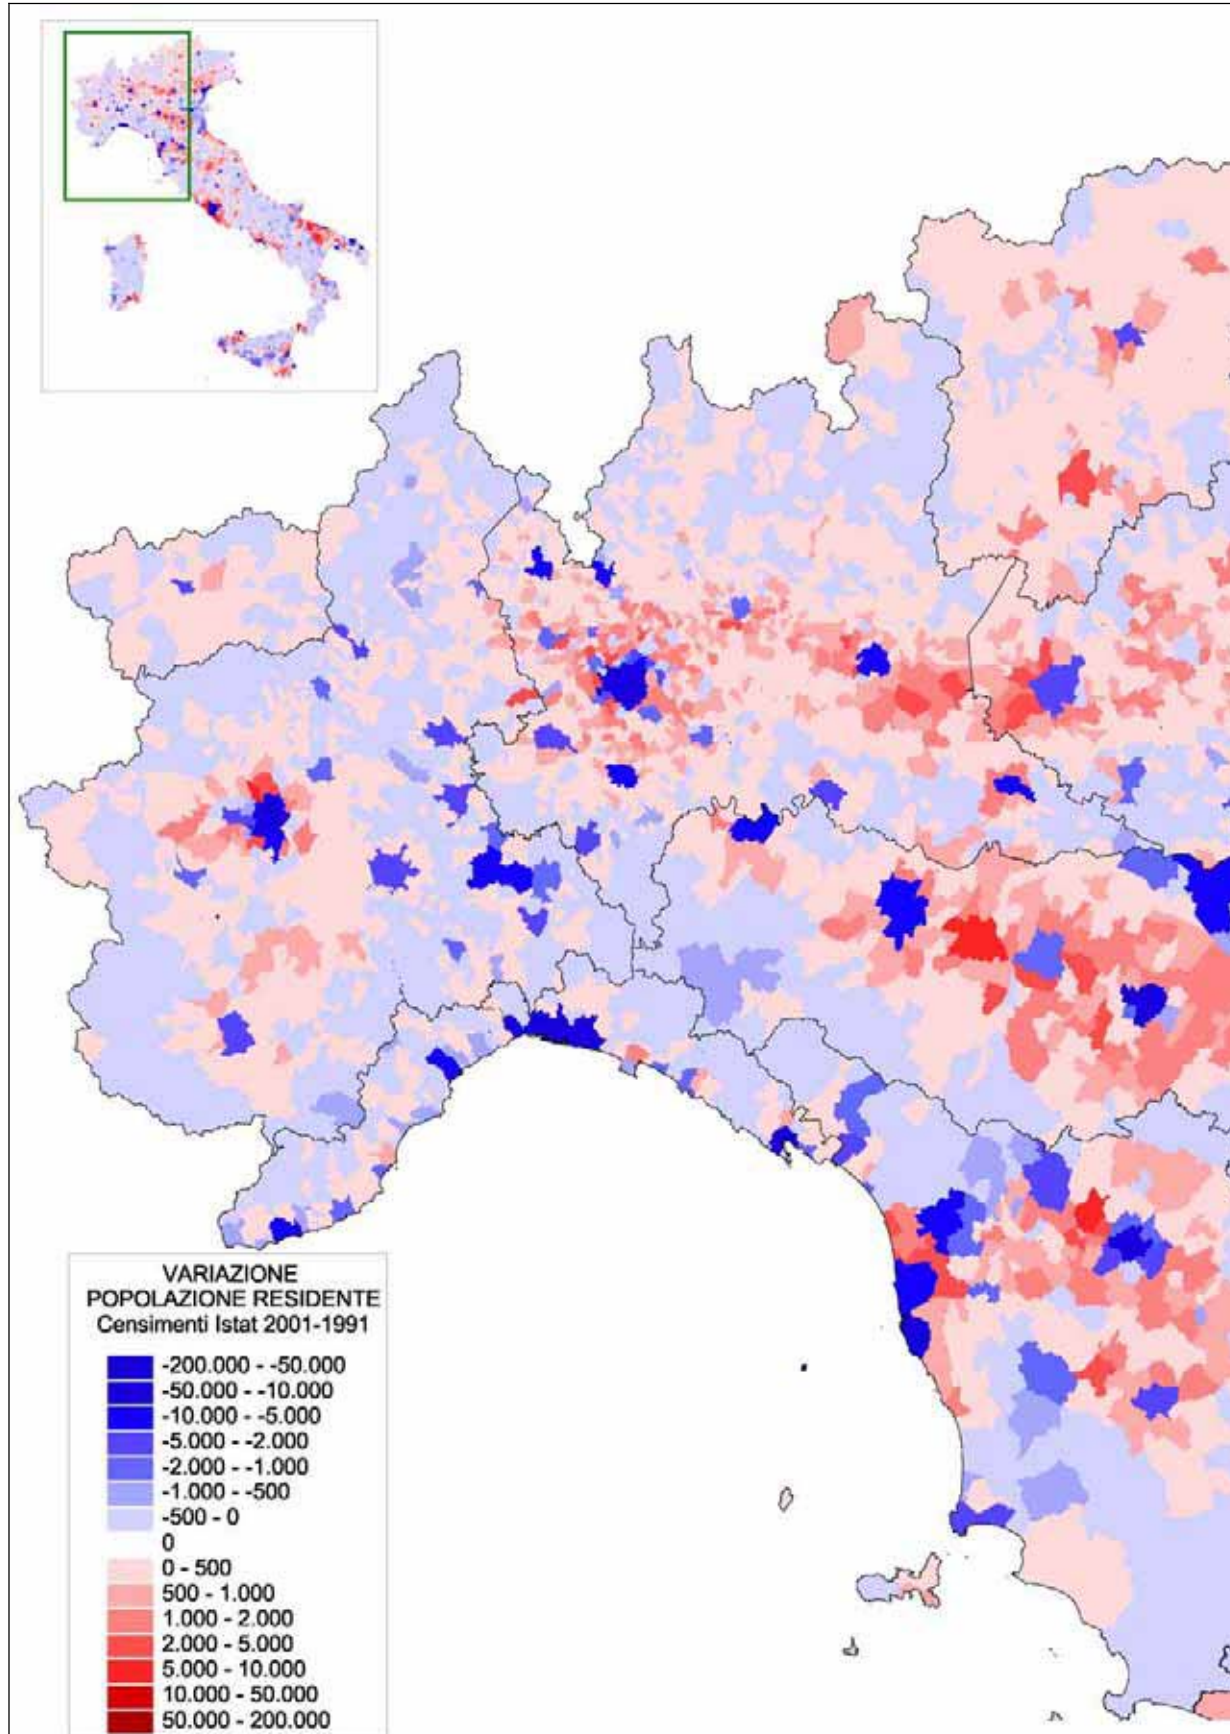 VARIAZIONE
POPOLAZIONE RESIDENTE
Censimenti Istat 2001-1991
-200.000 - -50.000
-50.000 - -10.000
-10.000 - -5.000
-5.000 - -2.000
-2.000 - -1.000
-1.000 - -500
-500 - 0
0
0 - 500
500 - 1.000
1.000 - 2.000
2.000 - 5.000
5.000 - 10.000
10.000 - 50.000
50.000 - 200.000